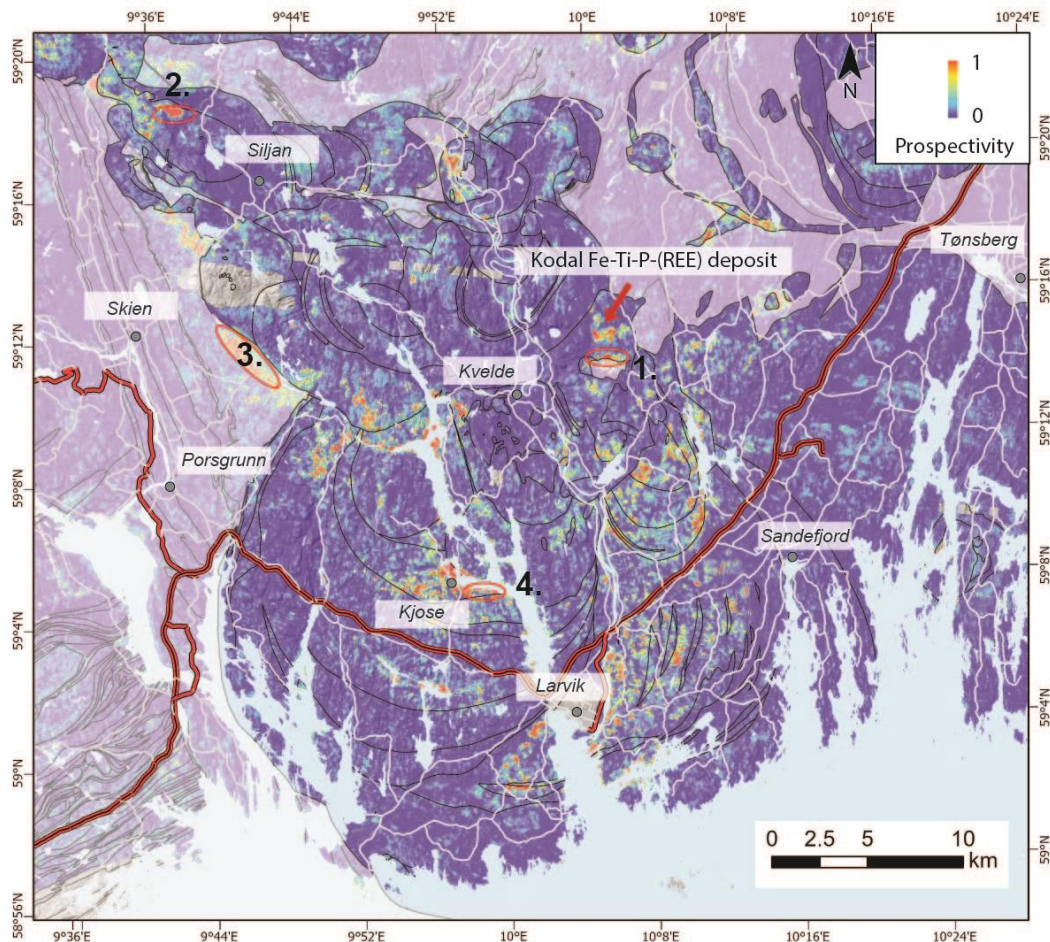 9°36'E 9°44'E 9°52'E 10°0'E 10°8'E 10°16'E 10°24'E
59°20'N
N
1
0
Prospectivity
2.
Siljan
59°20'N
59°16'N
Tønsberg
Kodal Fe-Ti-P-(REE) deposit
59°16'N
Skien
59°12'N
3.
1.
Kvelde
59°12'N
Porsgrunn
59°8'N
Sandefjord
59°8'N
4.
Kjose
59°4'N
Larvik
59°4'N
59°N
0 2.5 5 10
km
59°N
58°56'N
9°36'E 9°44'E 9°52'E 10°0'E 10°8'E 10°16'E 10°24'E